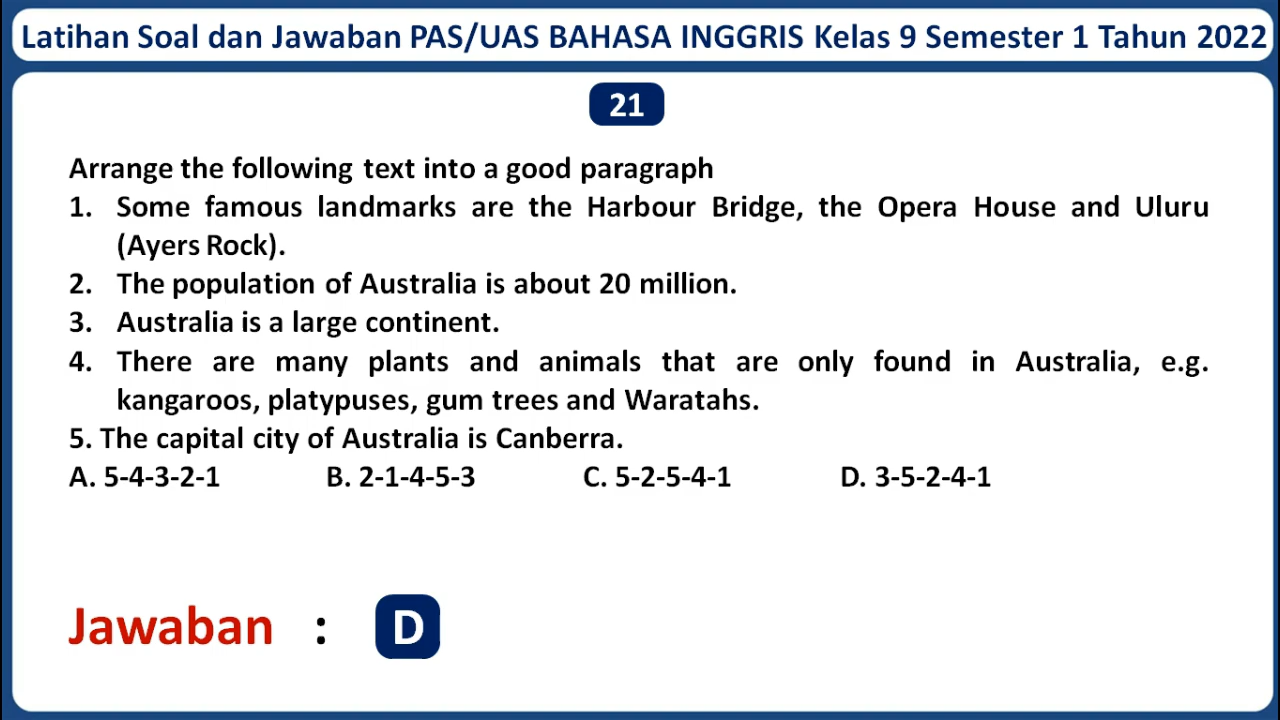 Latihan Soal dan Jawaban PAS/UAS BAHASA INGGRIS Kelas 9 Semester 1 Tahun 2022
21
Arrange the following text into a good paragraph
1. Some famous landmarks are the Harbour Bridge, the Opera House and Uluru
(Ayers Rock).
2. The population of Australia is about 20 million.
3. Australia is a large continent.
4. There are many plants and animals that are only found in Australia, e.g.
kangaroos, platypuses, gum trees and Waratahs.
5. The capital city of Australia is Canberra.
A. 5-4-3-2-1 B. 2-1-4-5-3 C. 5-2-5-4-1 D. 3-5-2-4-1
Jawaban : D